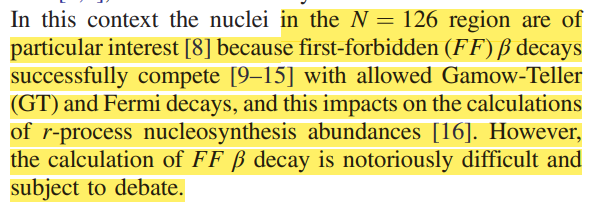 In this context the nuclei in the N = 126 region are of
particular interest [8] because first-forbidden (FF) β decays
successfully compete [9–15] with allowed Gamow-Teller
(GT) and Fermi decays, and this impacts on the calculations
of r-process nucleosynthesis abundances [16]. However,
the calculation of FF β decay is notoriously difficult and
subject to debate.